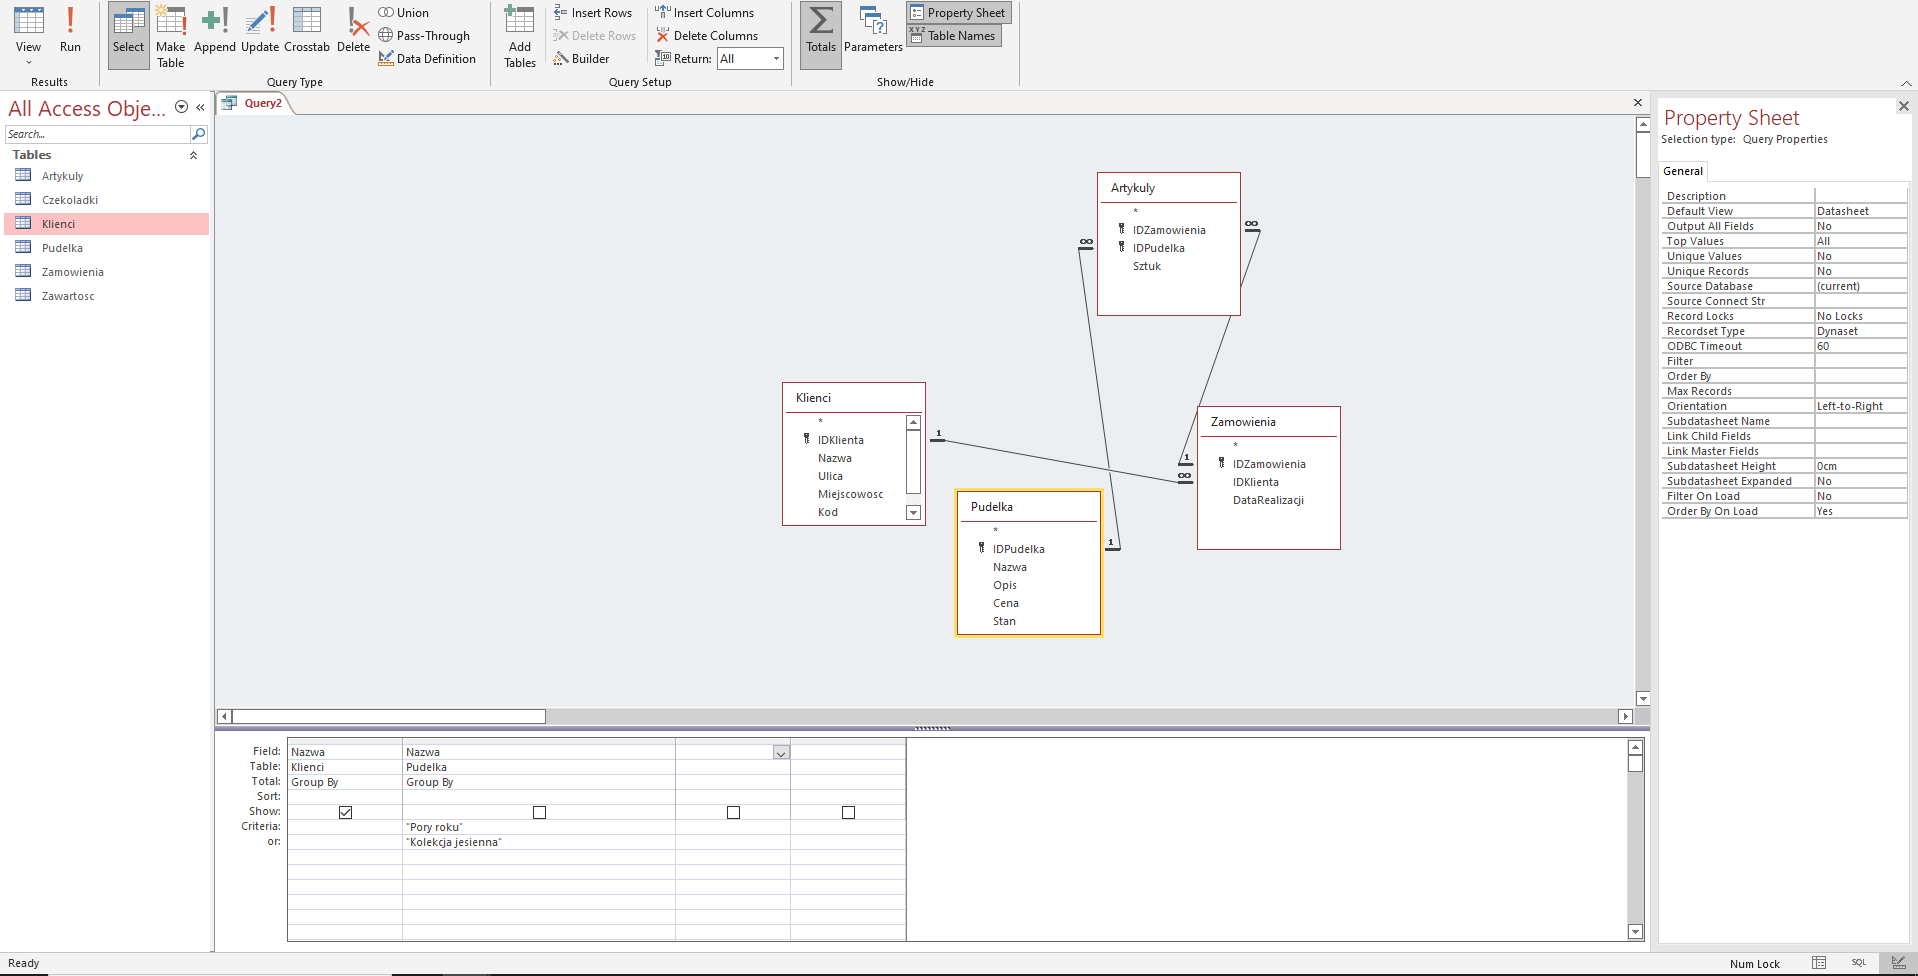 View
Run
Results
Select
Make Table
Append
Update
Crosstab
Delete
Union
Pass-Through
Data Definition
Query Type
Add Tables
Insert Rows
Delete Rows
Builder
Insert Columns
Delete Columns
Return: All
Query Setup
Totals
Parameters
Property Sheet
Table Names
Show/Hide
All Access Obje...
Search...
Tables
Artykuly
Czekoladki
Klienci
Pudelka
Zamowienia
Zawartosc
Query2
Artykuly
*
IDZamowienia
IDPudelka
Sztuk
∞
∞
Klienci
*
IDKlienta
Nazwa
Ulica
Miejscowosc
Kod
1
Zamowienia
*
IDZamowienia
IDKlienta
DataRealizacji
1
∞
Pudelka
*
IDPudelka
Nazwa
Opis
Cena
Stan
1
Field: Nazwa Nazwa
Table: Klienci Pudelka
Total: Group By Group By
Sort:
Show:
Criteria: "Pory roku"
or: "Kolekcja jesienna"
Property Sheet
Selection type: Query Properties
General
Description
Default View Datasheet
Output All Fields No
Top Values All
Unique Values No
Unique Records No
Source Database (current)
Source Connect Str
Record Locks No Locks
Recordset Type Dynaset
ODBC Timeout 60
Filter
Order By
Max Records
Orientation Left-to-Right
Subdatasheet Name
Link Child Fields
Link Master Fields
Subdatasheet Height 0cm
Subdatasheet Expanded No
Filter On Load No
Order By On Load Yes
Ready
Num Lock
SQL